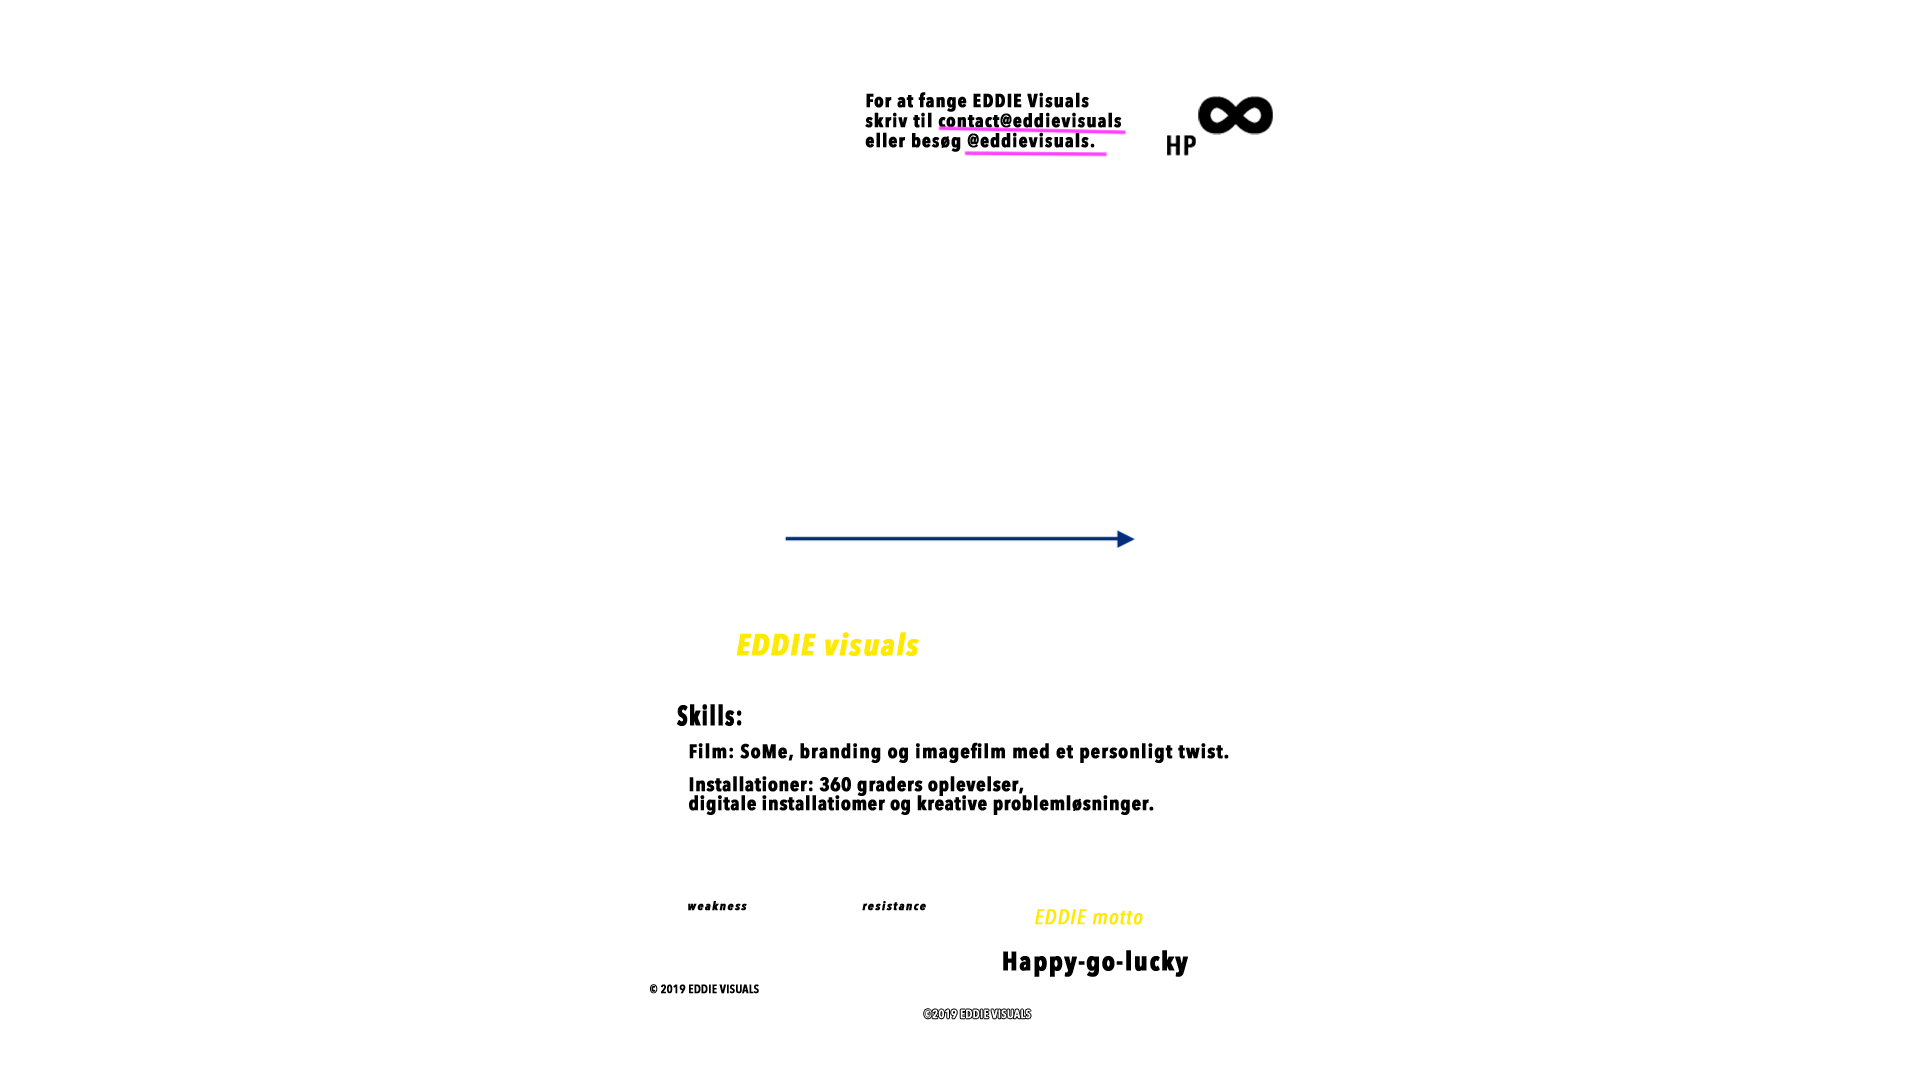 For at fange EDDIE Visuals
skriv til contact@eddievisuals
eller besøg @eddievisuals.
HP ∞
EDDIE visuals
Skills:
Film: SoMe, branding og imagefilm med et personligt twist.
Installationer: 360 graders oplevelser,
digitale installatiomer og kreative problemløsninger.
weakness
resistance
EDDIE motto
Happy-go-lucky
© 2019 EDDIE VISUALS
©2019 EDDIE VISUALS